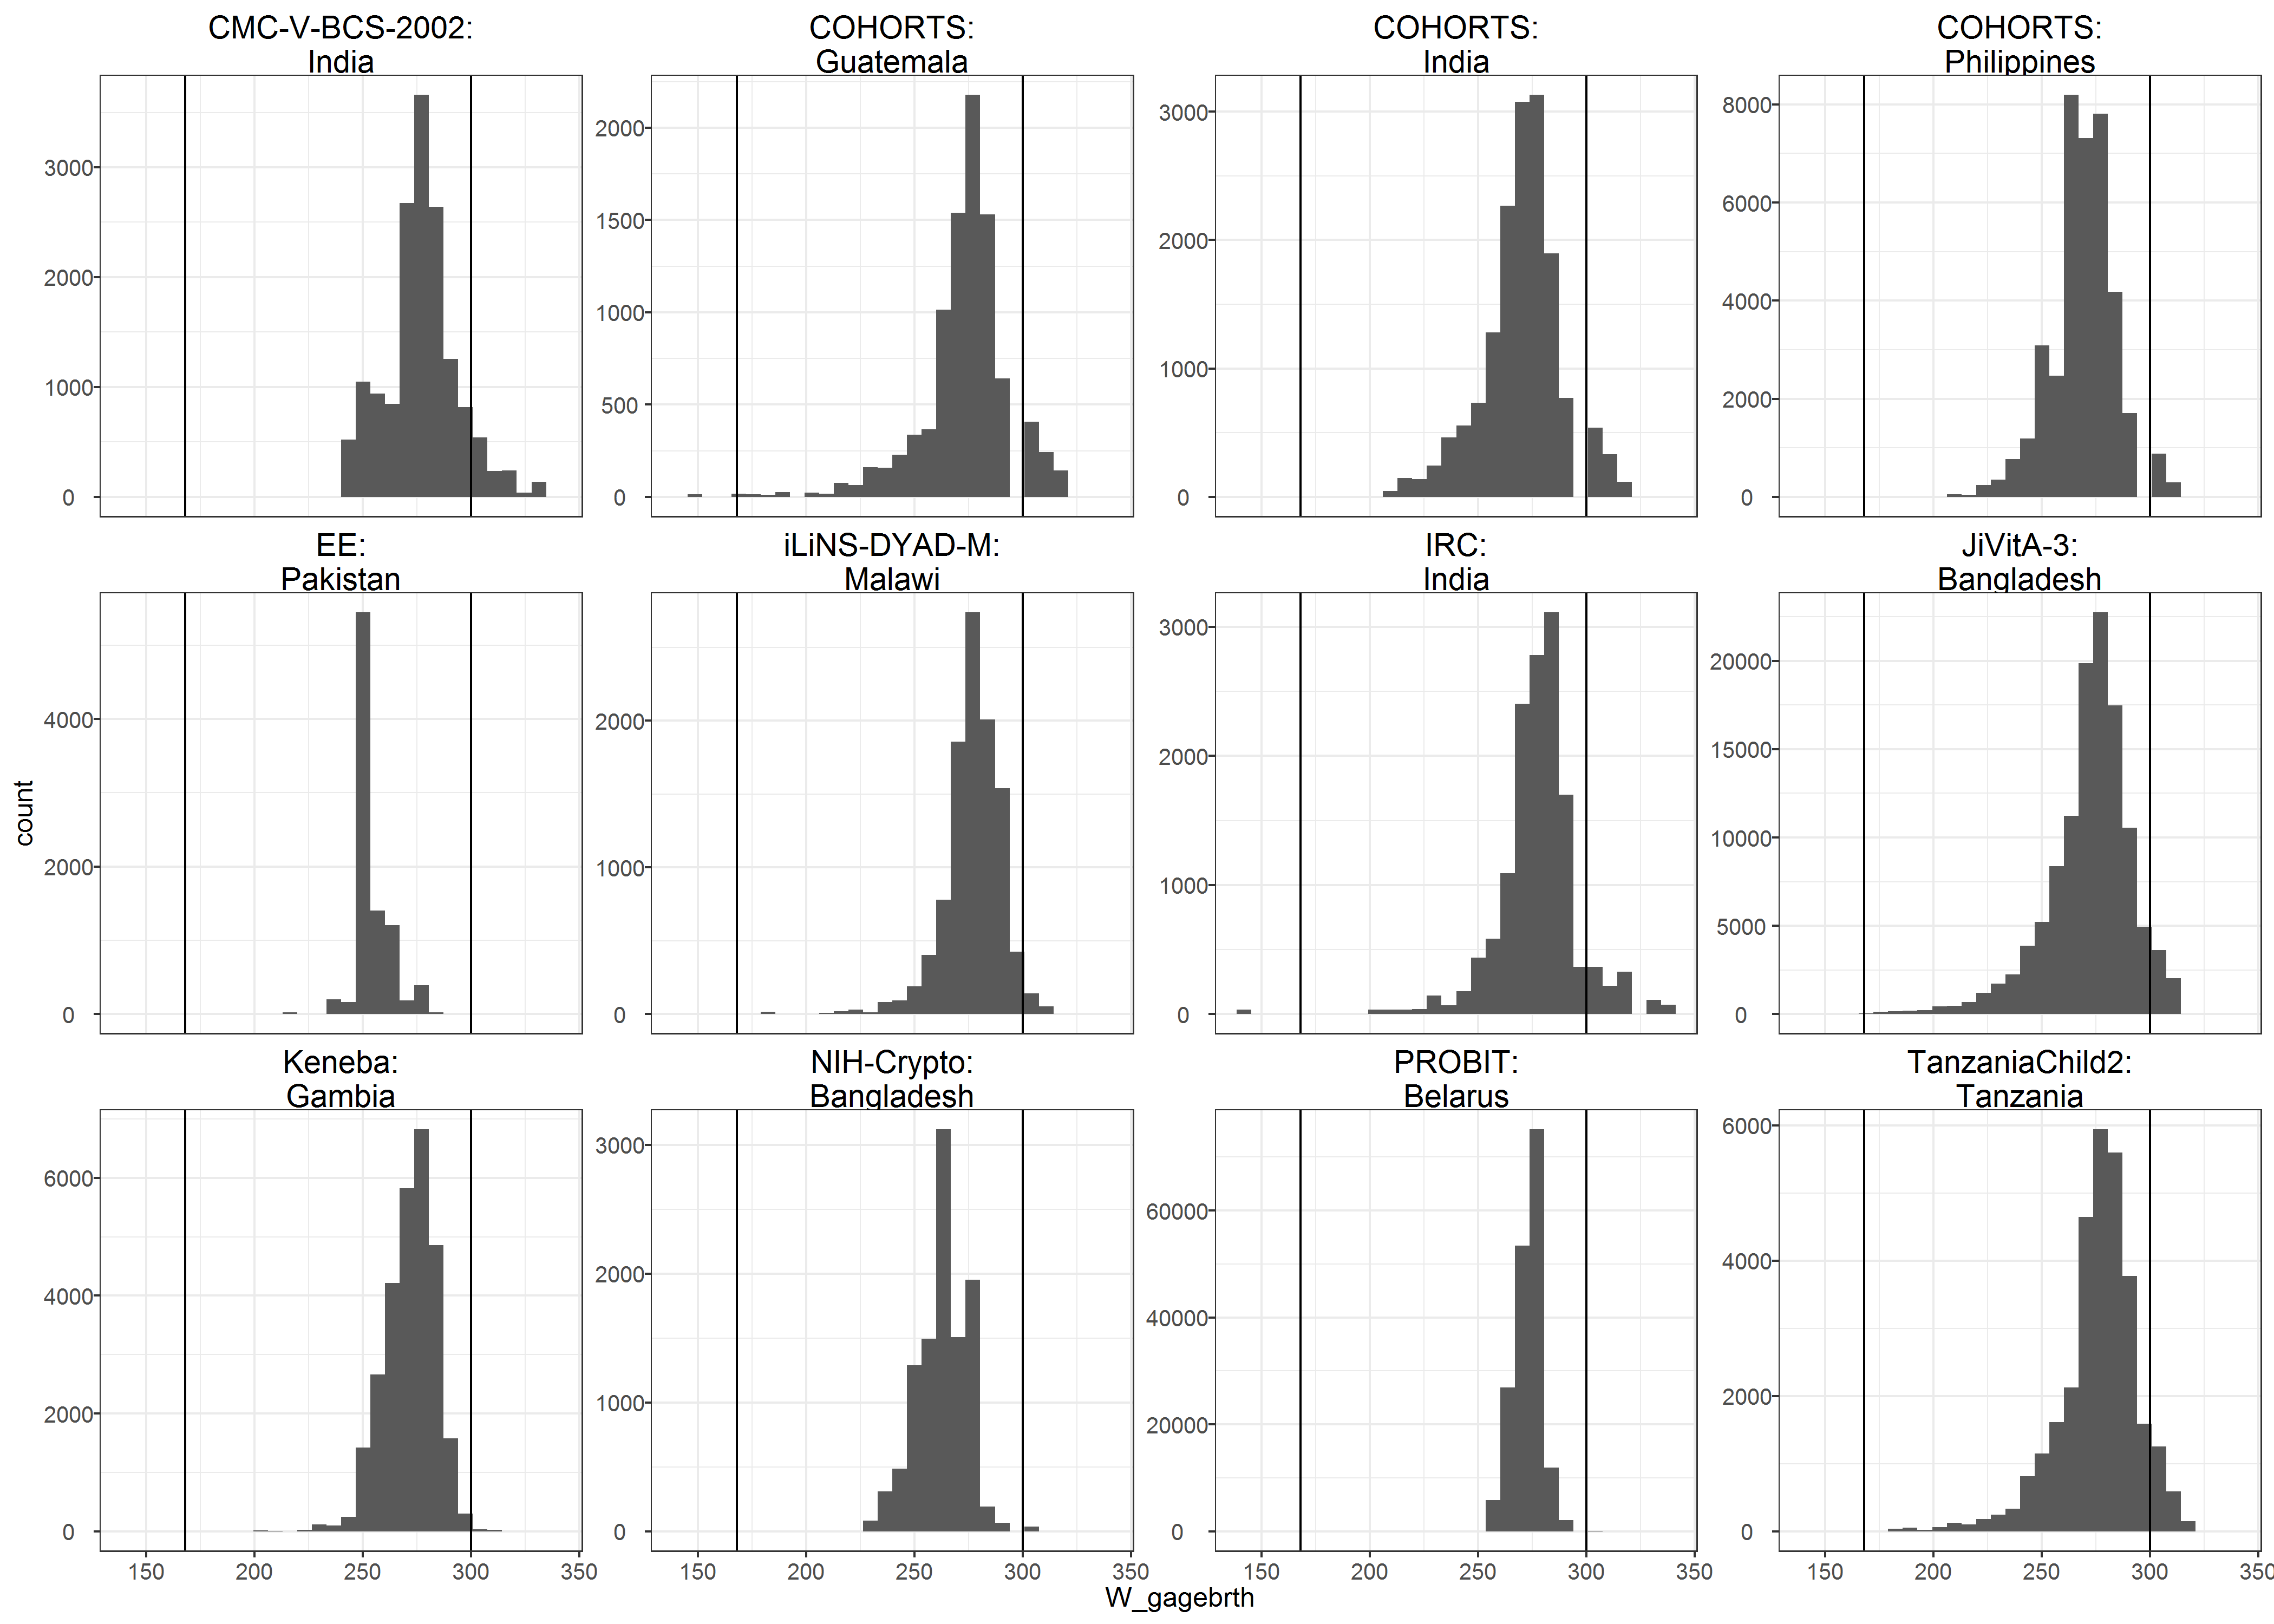 CMC-V-BCS-2002:
India
COHORTS:
Guatemala
COHORTS:
India
COHORTS:
Philippines
3000
2000
1000
0
2000
1500
1000
500
0
3000
2000
1000
0
8000
6000
4000
2000
0
EE:
Pakistan
iLiNS-DYAD-M:
Malawi
IRC:
India
JiVitA-3:
Bangladesh
4000
2000
0
2000
1000
0
3000
2000
1000
0
20000
15000
10000
5000
0
count
Keneba:
Gambia
NIH-Crypto:
Bangladesh
PROBIT:
Belarus
TanzaniaChild2:
Tanzania
6000
4000
2000
0
3000
2000
1000
0
60000
40000
20000
0
6000
4000
2000
0
150 200 250 300 350
150 200 250 300 350
150 200 250 300 350
150 200 250 300 350
W_gagebrth